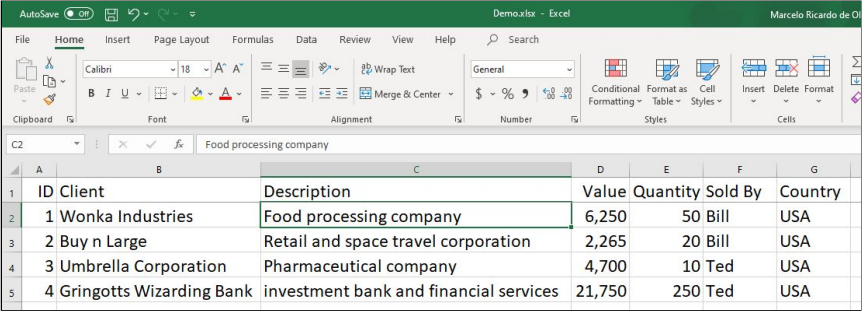 AutoSave Off Demo.xlsx - Excel Marcelo Ricardo de Ol
File Home Insert Page Layout Formulas Data Review View Help Search
Paste Calibri 18 A^ A˅ Wrap Text General Conditional Format as Cell Insert Delete Format
B I U A Merge & Center $ % 9 Formatting Table Styles
Clipboard Font Alignment Number Styles Cells
C2 fx Food processing company
A B C D E F G
1 ID Client Description Value Quantity Sold By Country
2 1 Wonka Industries Food processing company 6,250 50 Bill USA
3 2 Buy n Large Retail and space travel corporation 2,265 20 Bill USA
4 3 Umbrella Corporation Pharmaceutical company 4,700 10 Ted USA
5 4 Gringotts Wizarding Bank investment bank and financial services 21,750 250 Ted USA